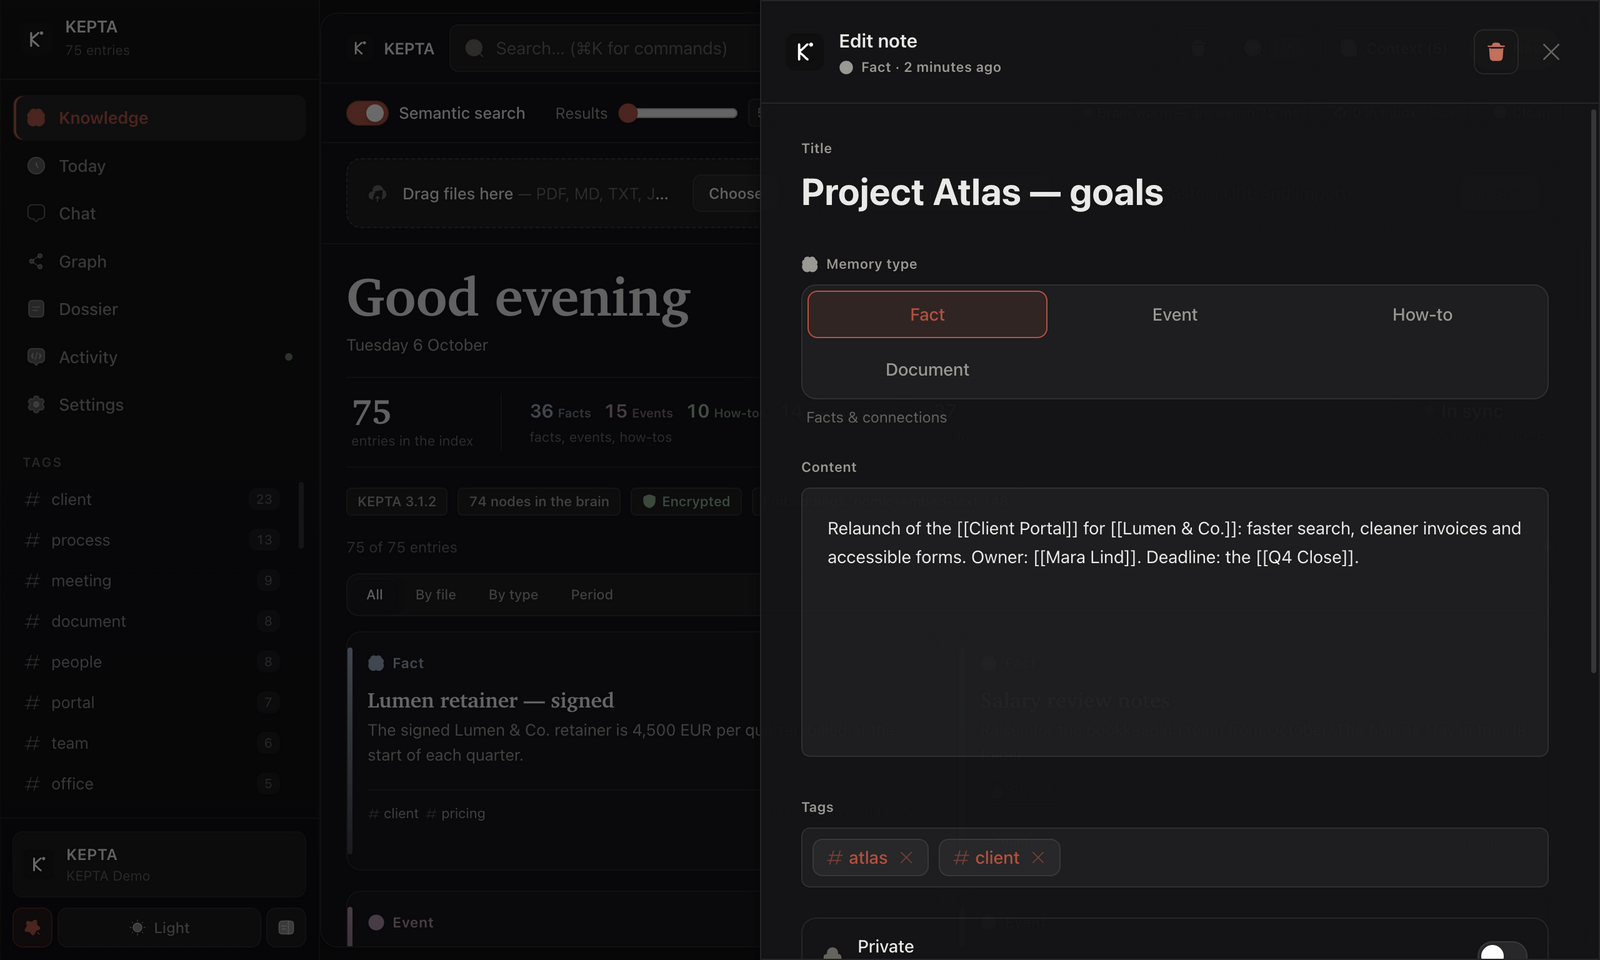 KEPTA
75 entries
Knowledge
Today
Chat
Graph
Dossier
Activity
Settings
TAGS
# client 23
# process 13
# meeting 9
# document 8
# people 8
# portal 7
# team 6
# office 5
KEPTA
KEPTA Demo
Light
KEPTA
Search... (⌘K for commands)
Semantic search
Results
Drag files here — PDF, MD, TXT, J...
Choose
Good evening
Tuesday 6 October
75
entries in the index
36 Facts 15 Events 10 How-to
facts, events, how-tos
KEPTA 3.1.2
74 nodes in the brain
Encrypted
75 of 75 entries
All
By file
By type
Period
Fact
Lumen retainer — signed
The signed Lumen & Co. retainer is 4,500 EUR per qu
start of each quarter.
# client # pricing
Event
Edit note
Fact · 2 minutes ago
Title
Project Atlas — goals
Memory type
Fact
Event
How-to
Document
Facts & connections
In sync
Content
Relaunch of the [[Client Portal]] for [[Lumen & Co.]]: faster search, cleaner invoices and
accessible forms. Owner: [[Mara Lind]]. Deadline: the [[Q4 Close]].
Salary review notes
Tags
# atlas
# client
Private